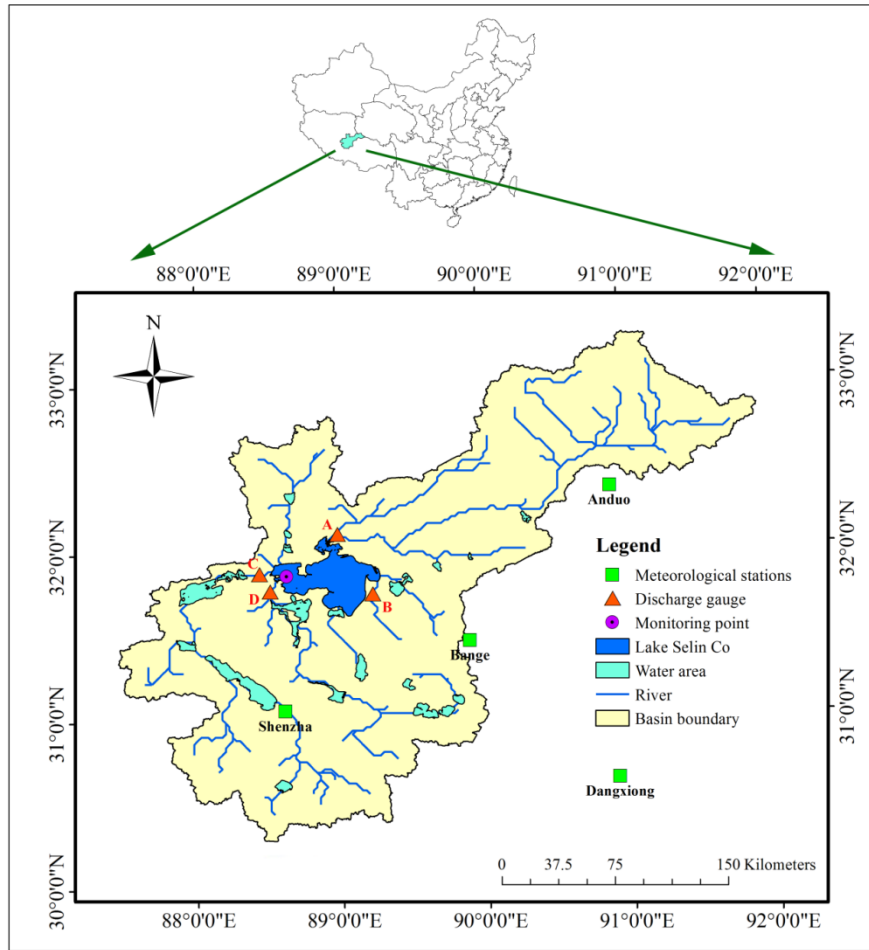 88°0'0"E 89°0'0"E 90°0'0"E 91°0'0"E 92°0'0"E
N
33°0'0"N
33°0'0"N
Anduo
A
32°0'0"N
32°0'0"N
Legend
C
Meteorological stations
D
B
Discharge gauge
Monitoring point
Bange
Lake Selin Co
Water area
River
31°0'0"N
31°0'0"N
Shenzha
Basin boundary
Dangxiong
0 37.5 75 150 Kilometers
30°0'0"N
88°0'0"E 89°0'0"E 90°0'0"E 91°0'0"E 92°0'0"E